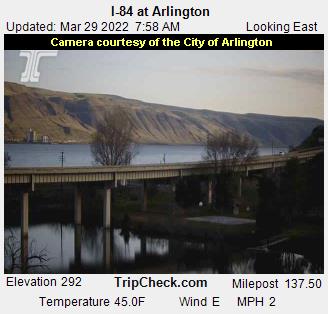 I-84 at Arlington
Updated: Mar 29 2022 7:58 AM Looking East
Camera courtesy of the City of Arlington
Elevation 292 TripCheck.com Milepost 137.50
Temperature 45.0F Wind E MPH 2